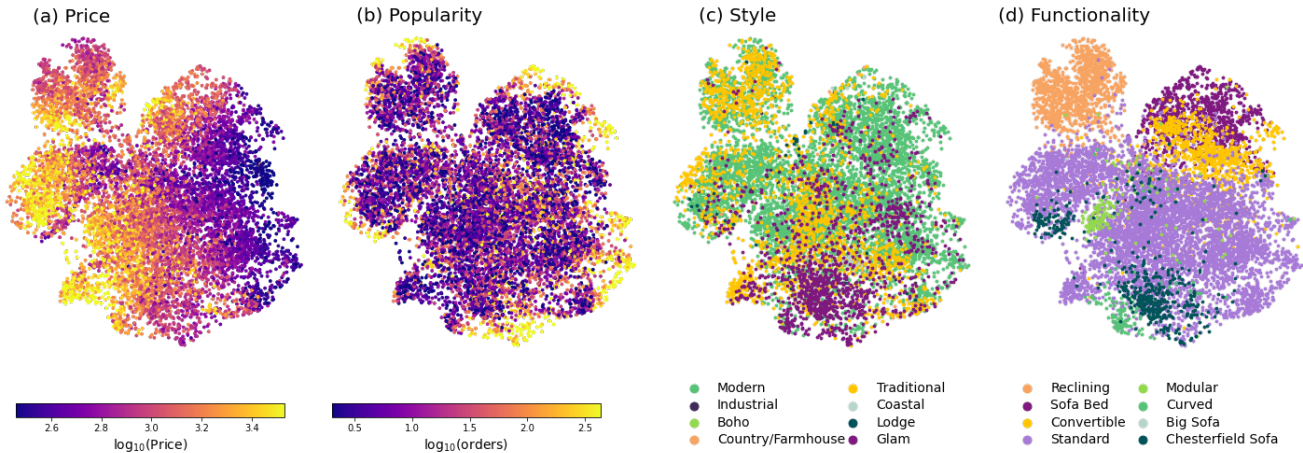 (a) Price
(b) Popularity
(c) Style
(d) Functionality
2.6 2.8 3.0 3.2 3.4
log10(Price)
0.5 1.0 1.5 2.0 2.5
log10(orders)
Modern
Industrial
Boho
Country/Farmhouse
Traditional
Coastal
Lodge
Glam
Reclining
Sofa Bed
Convertible
Standard
Modular
Curved
Big Sofa
Chesterfield Sofa